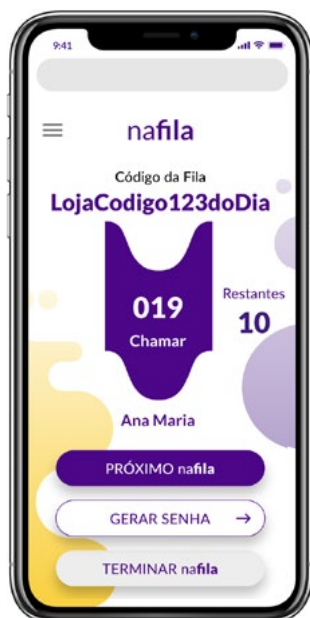 9:41
nafila
Código da Fila
LojaCodigo123doDia
019
Chamar
Restantes
10
Ana Maria
PRÓXIMO nafila
GERAR SENHA →
TERMINAR nafila